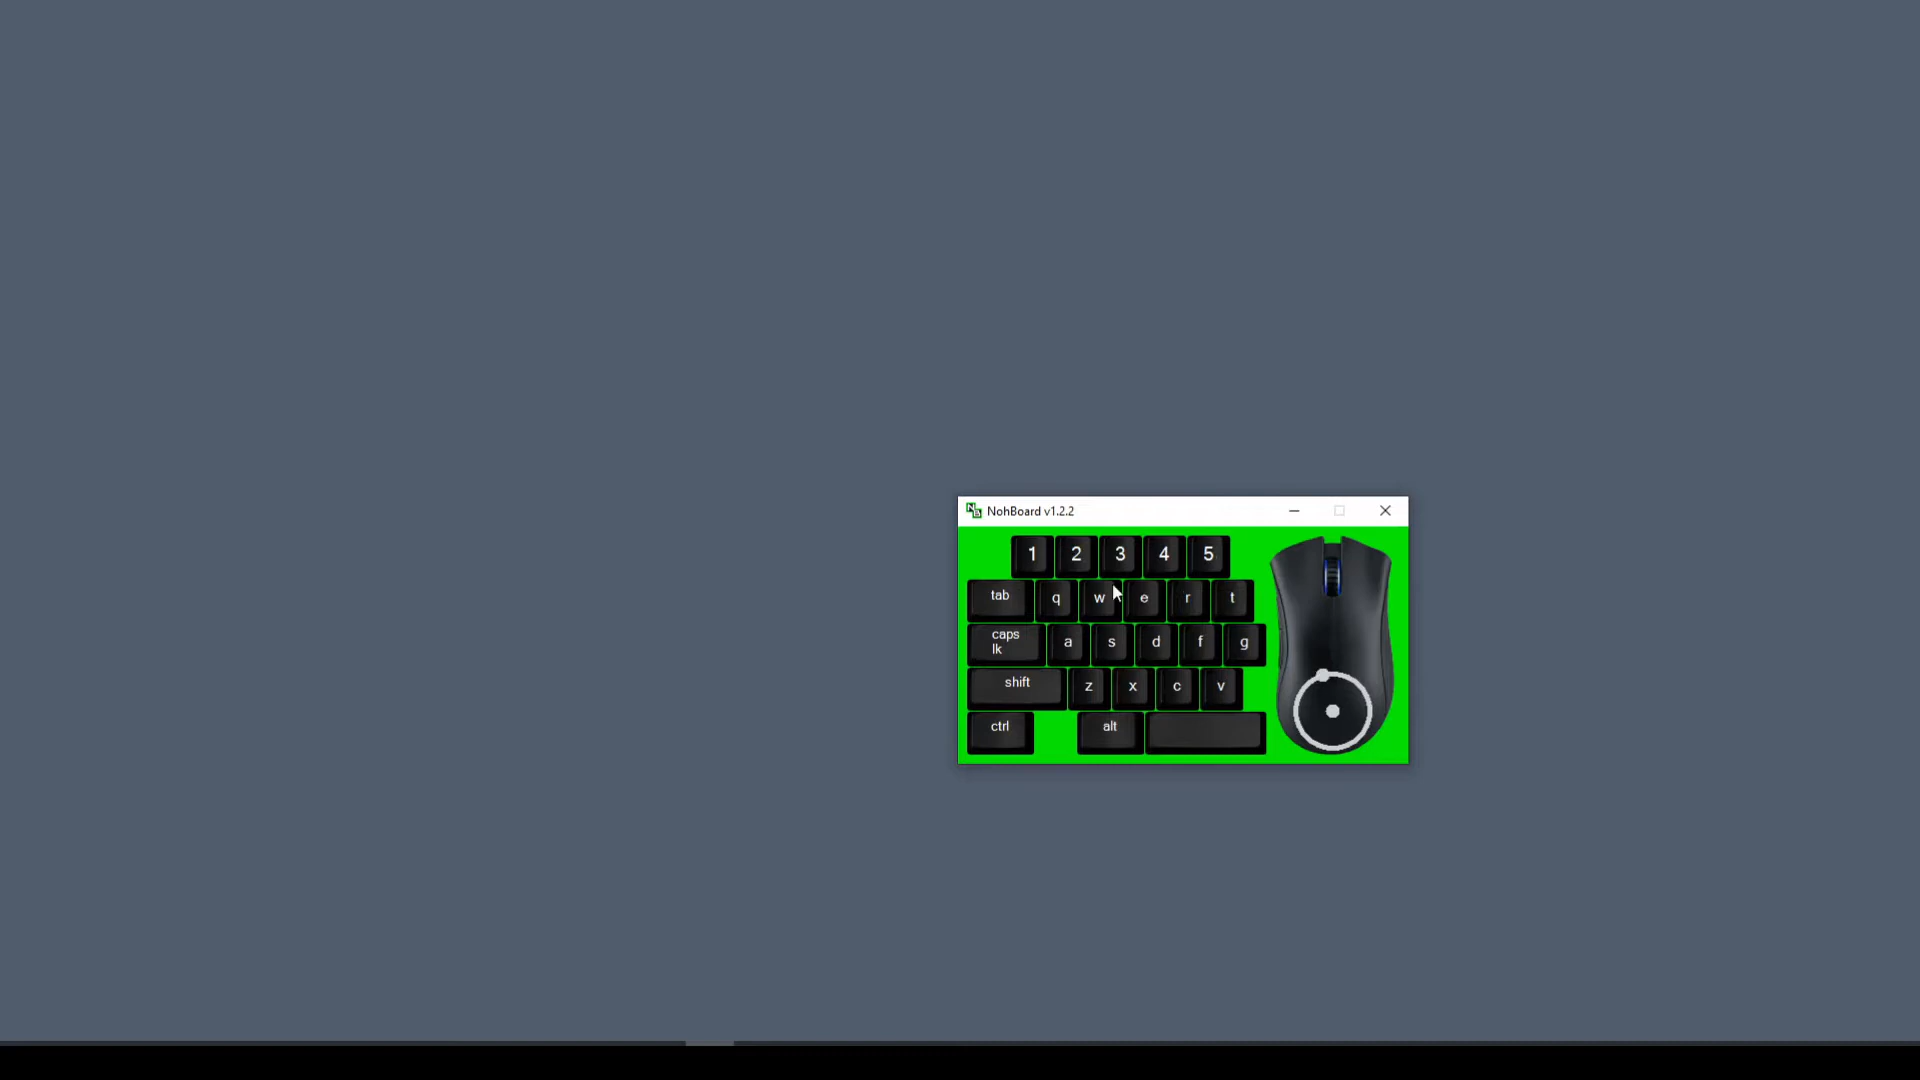 NohBoard v1.2.2
1 2 3 4 5
tab q w e r t
caps
lk a s d f g
shift z x c v
ctrl alt